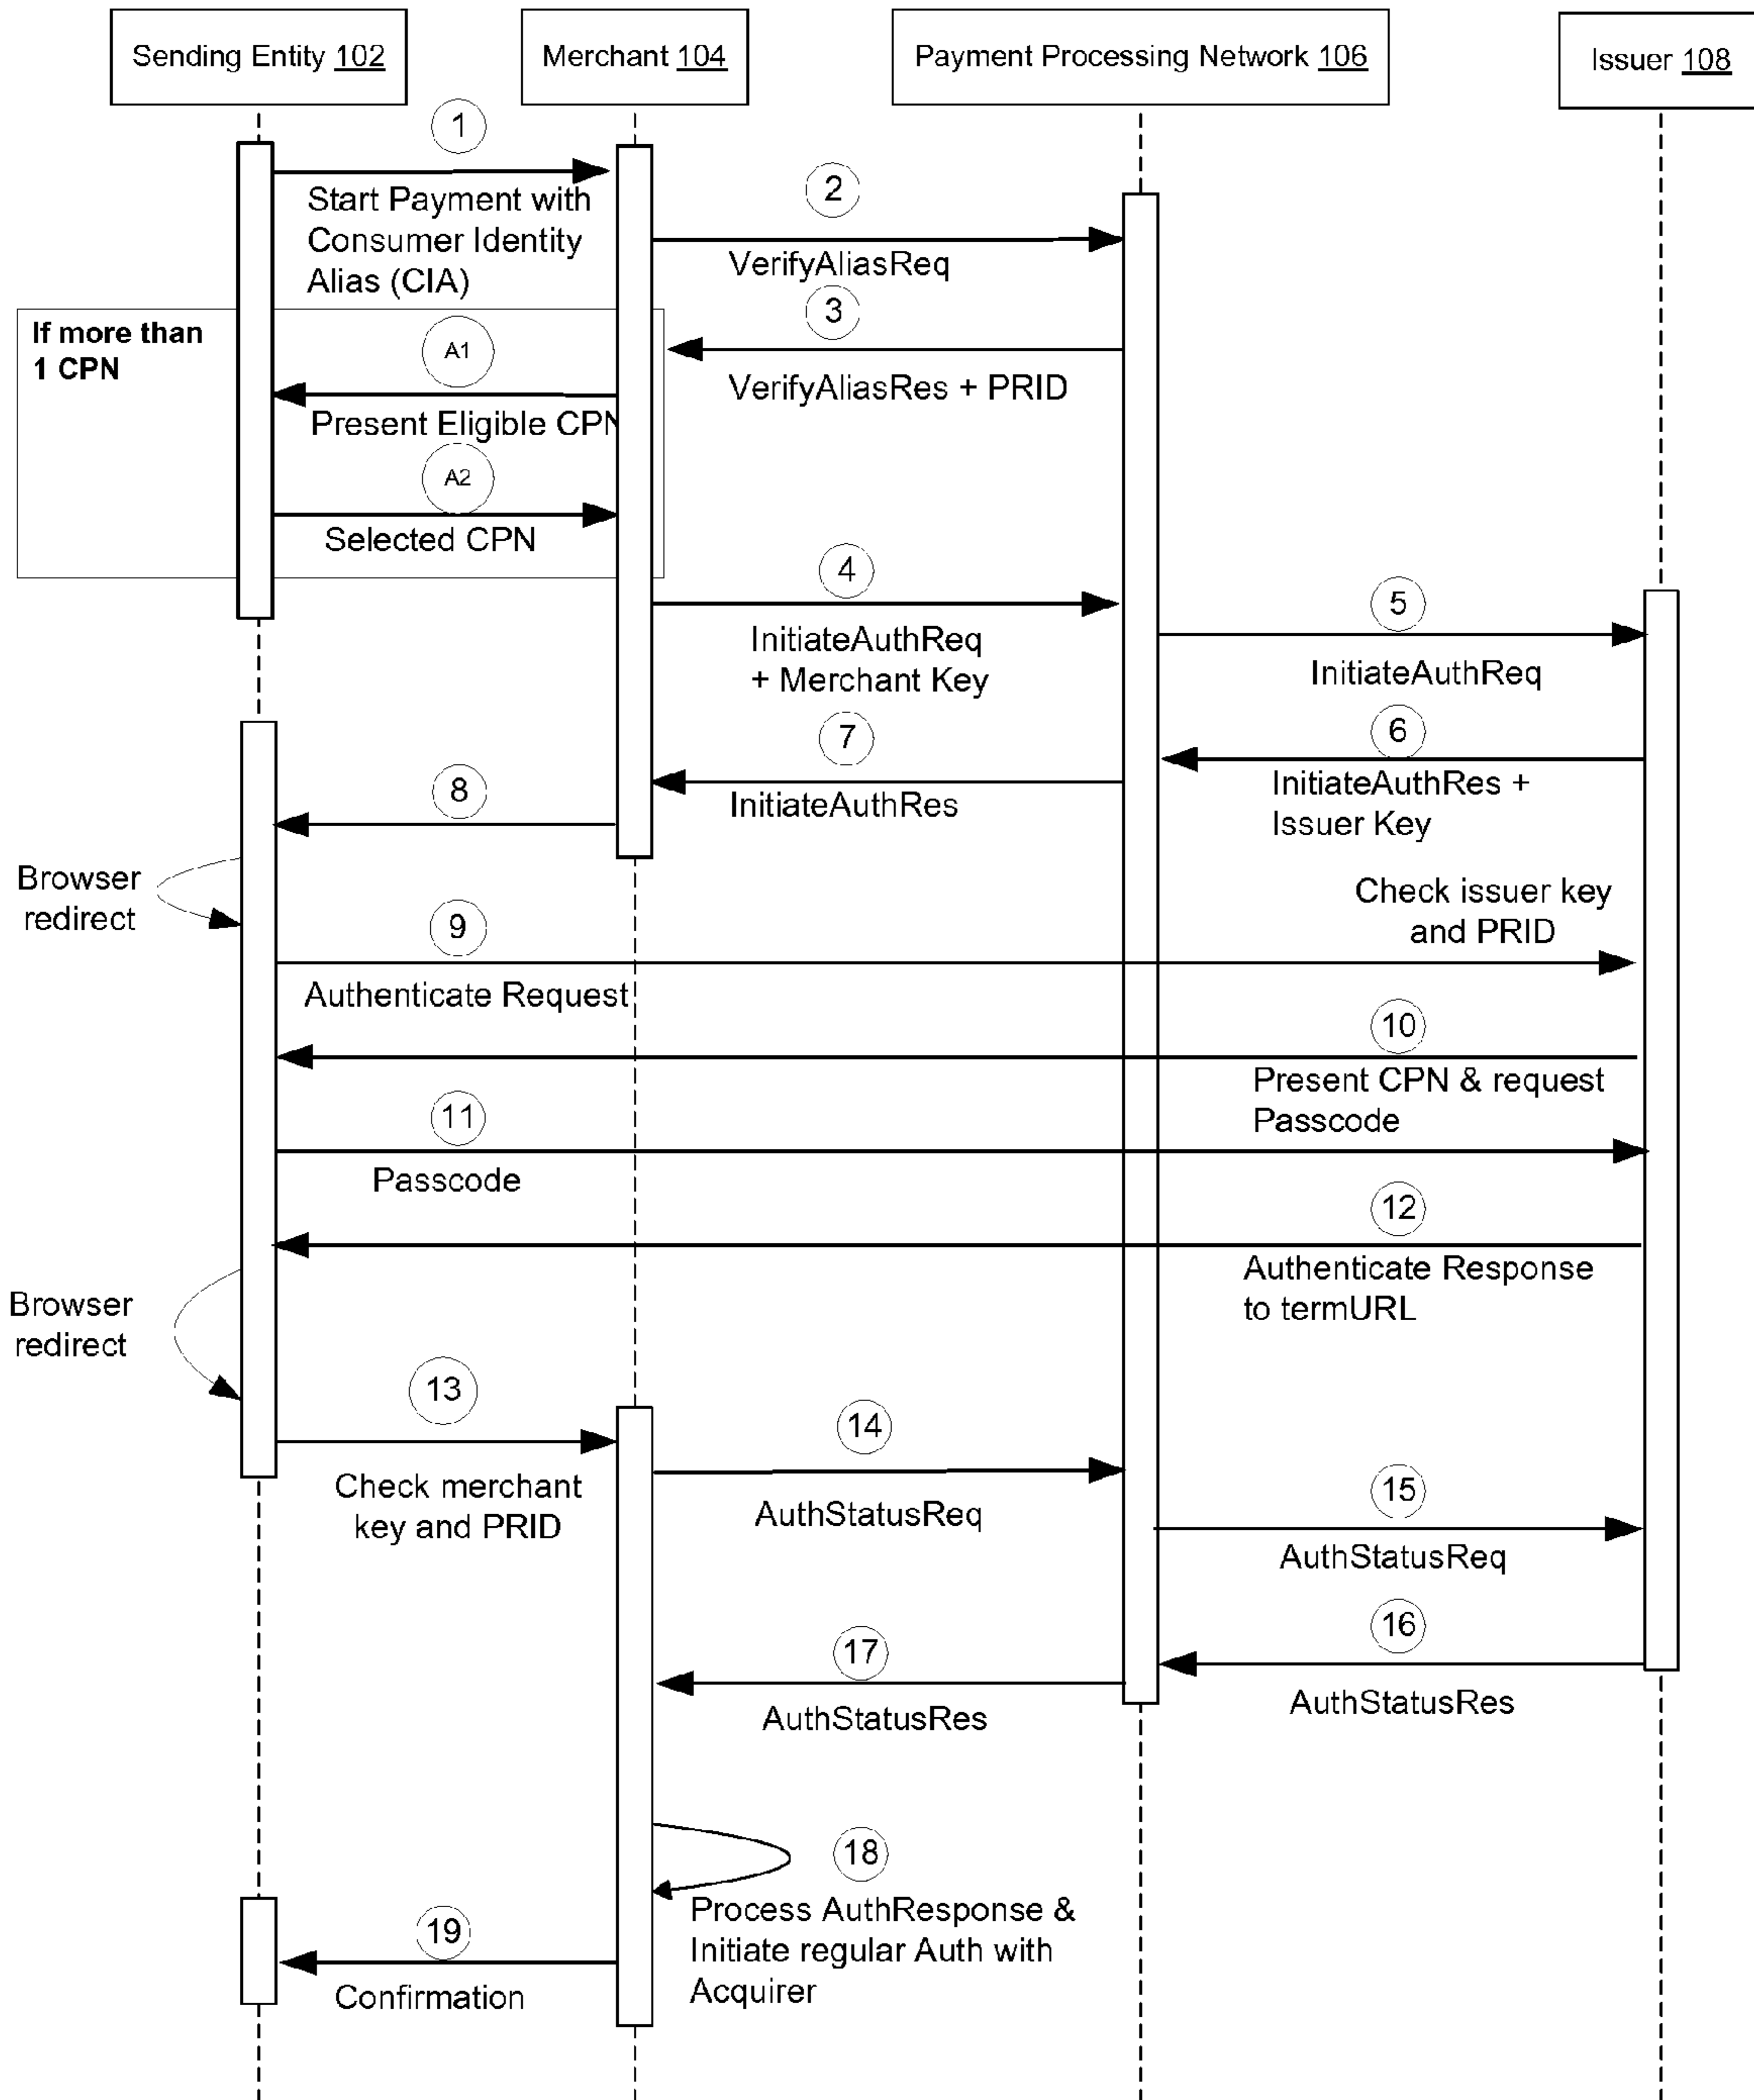 Sending Entity 102
Merchant 104
Payment Processing Network 106
Issuer 108
1
Start Payment with
Consumer Identity
Alias (CIA)
2
VerifyAliasReq
3
VerifyAliasRes + PRID
If more than
1 CPN
A1
Present Eligible CPN
A2
Selected CPN
4
InitiateAuthReq
+ Merchant Key
5
InitiateAuthReq
6
InitiateAuthRes +
Issuer Key
7
InitiateAuthRes
8
Browser
redirect
Check issuer key
and PRID
9
Authenticate Request
10
Present CPN & request
Passcode
11
Passcode
12
Authenticate Response
to termURL
Browser
redirect
13
Check merchant
key and PRID
14
AuthStatusReq
15
AuthStatusReq
16
AuthStatusRes
17
AuthStatusRes
18
Process AuthResponse &
Initiate regular Auth with
Acquirer
19
Confirmation